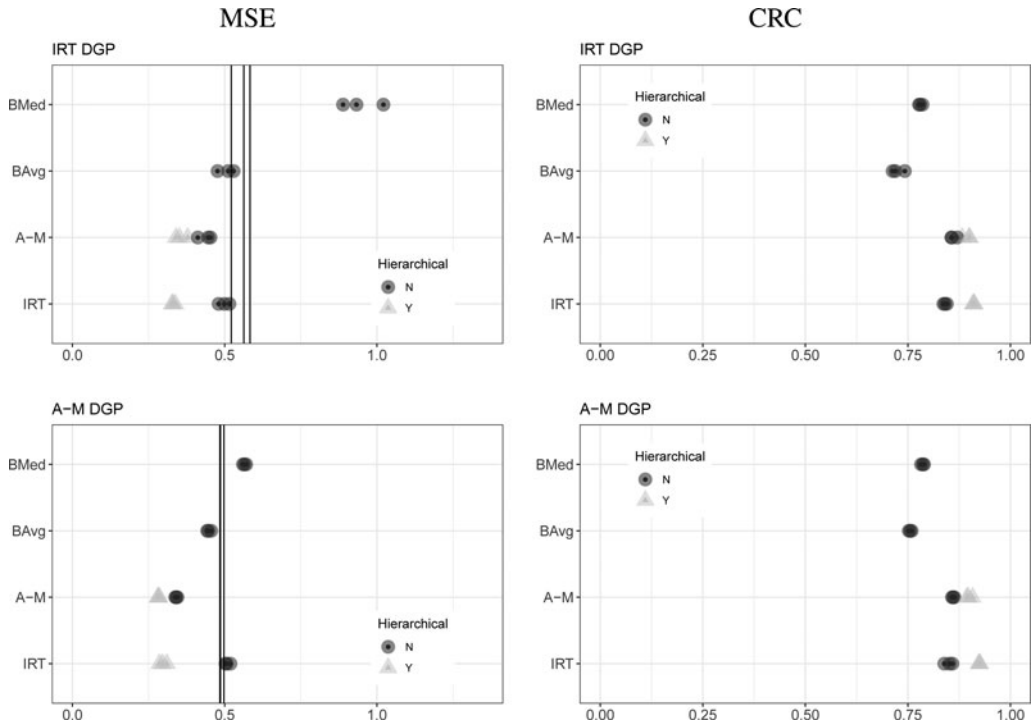 MSE
CRC
IRT DGP
BMed
BAvg
A−M
IRT
Hierarchical
N
Y
0.0 0.5 1.0
IRT DGP
BMed
BAvg
A−M
IRT
Hierarchical
N
Y
0.00 0.25 0.50 0.75 1.00
A−M DGP
BMed
BAvg
A−M
IRT
Hierarchical
N
Y
0.0 0.5 1.0
A−M DGP
BMed
BAvg
A−M
IRT
Hierarchical
N
Y
0.00 0.25 0.50 0.75 1.00